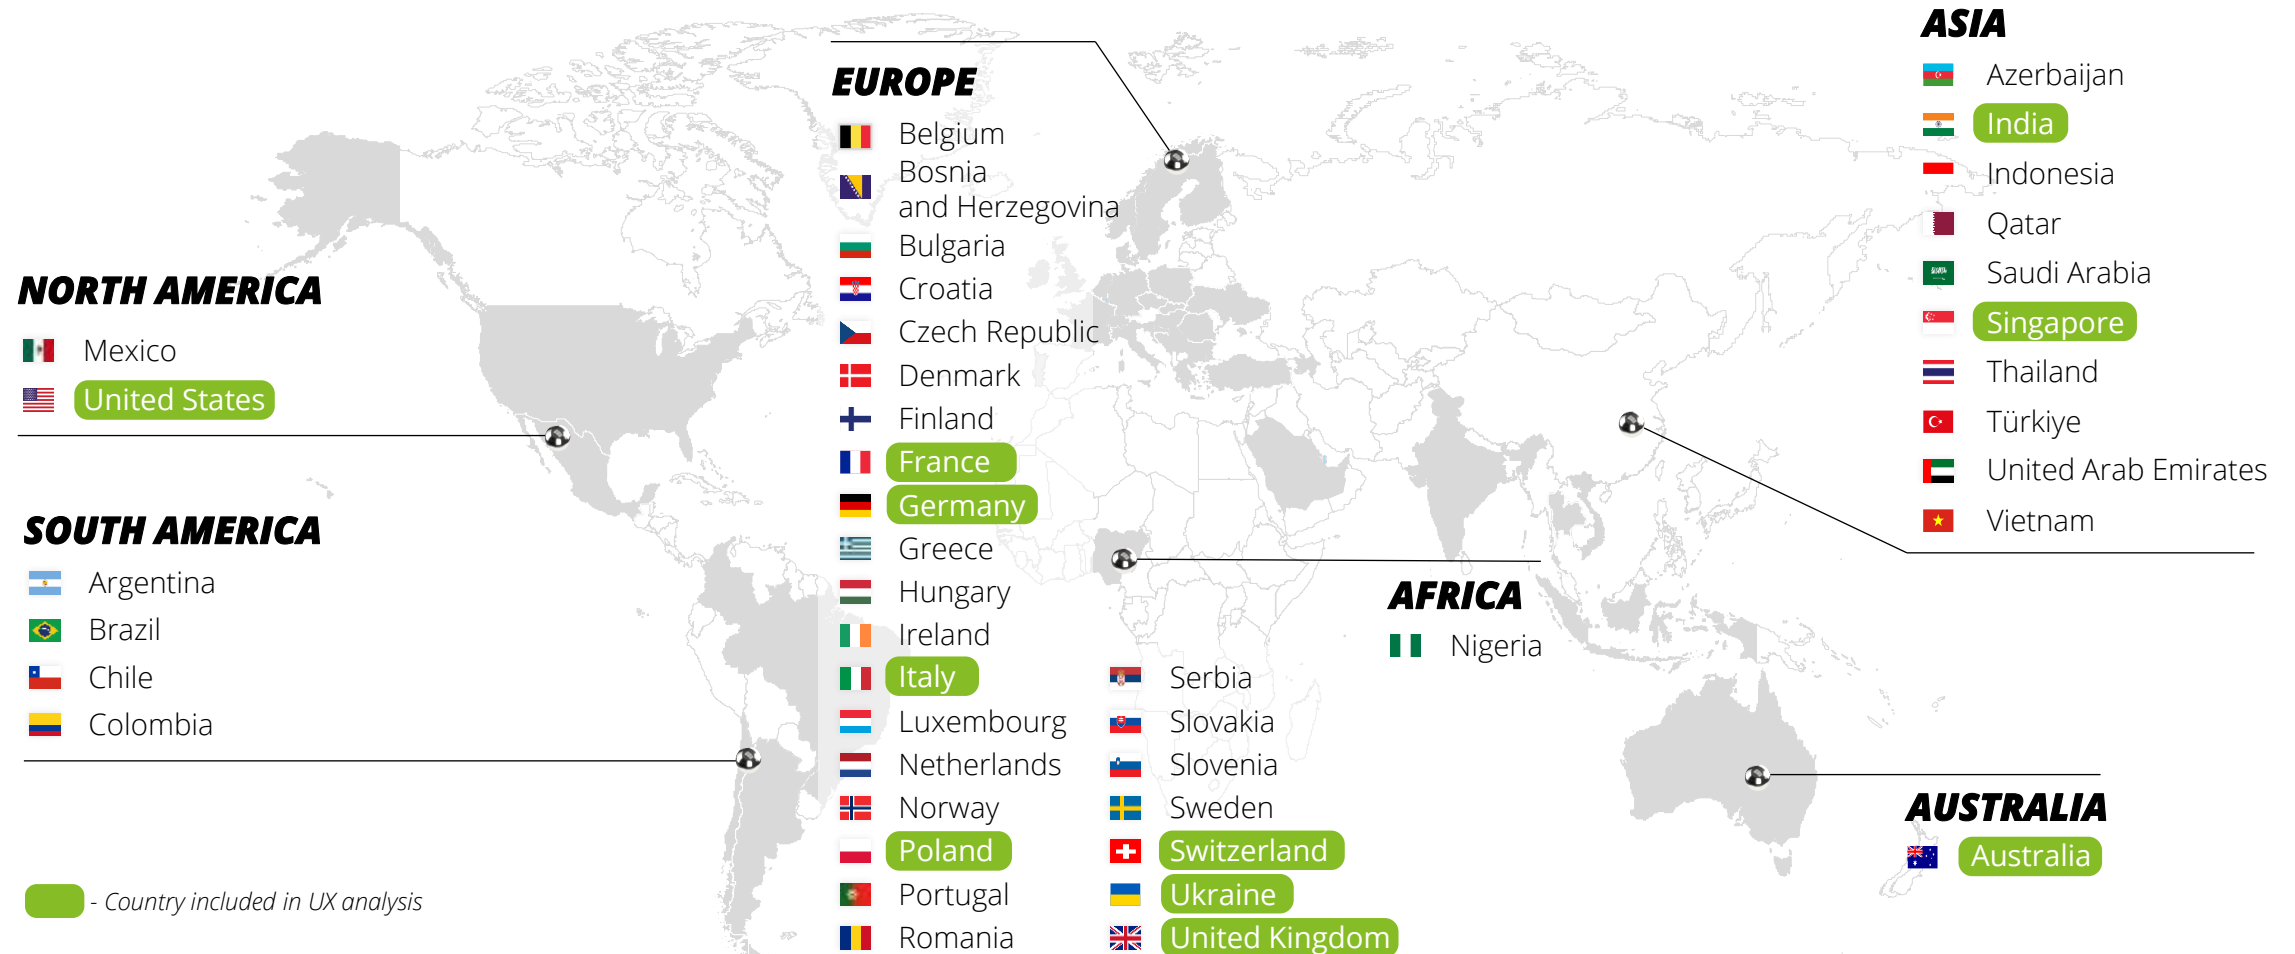 NORTH AMERICA
Mexico
United States
SOUTH AMERICA
Argentina
Brazil
Chile
Colombia
- Country included in UX analysis
EUROPE
Belgium
Bosnia
and Herzegovina
Bulgaria
Croatia
Czech Republic
Denmark
Finland
France
Germany
Greece
Hungary
Ireland
Italy
Luxembourg
Netherlands
Norway
Poland
Portugal
Romania
Serbia
Slovakia
Slovenia
Sweden
Switzerland
Ukraine
United Kingdom
AFRICA
Nigeria
ASIA
Azerbaijan
India
Indonesia
Qatar
Saudi Arabia
Singapore
Thailand
Türkiye
United Arab Emirates
Vietnam
AUSTRALIA
Australia